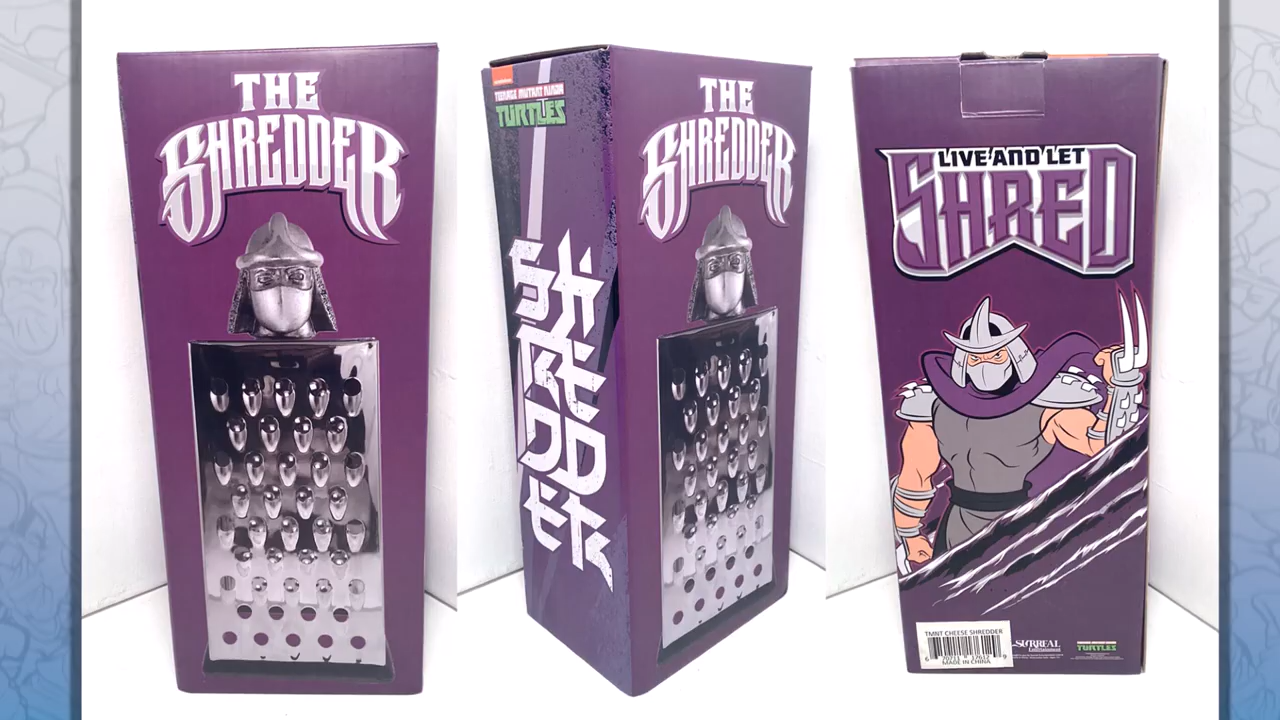 THE
SHREDDER
TEENAGE MUTANT NINJA
TURTLES
SHREDDER
THE
SHREDDER
LIVE AND LET
SHRED
TMNT CHEESE SHREDDER
MADE IN CHINA
SURREAL
Entertainment
TURTLES